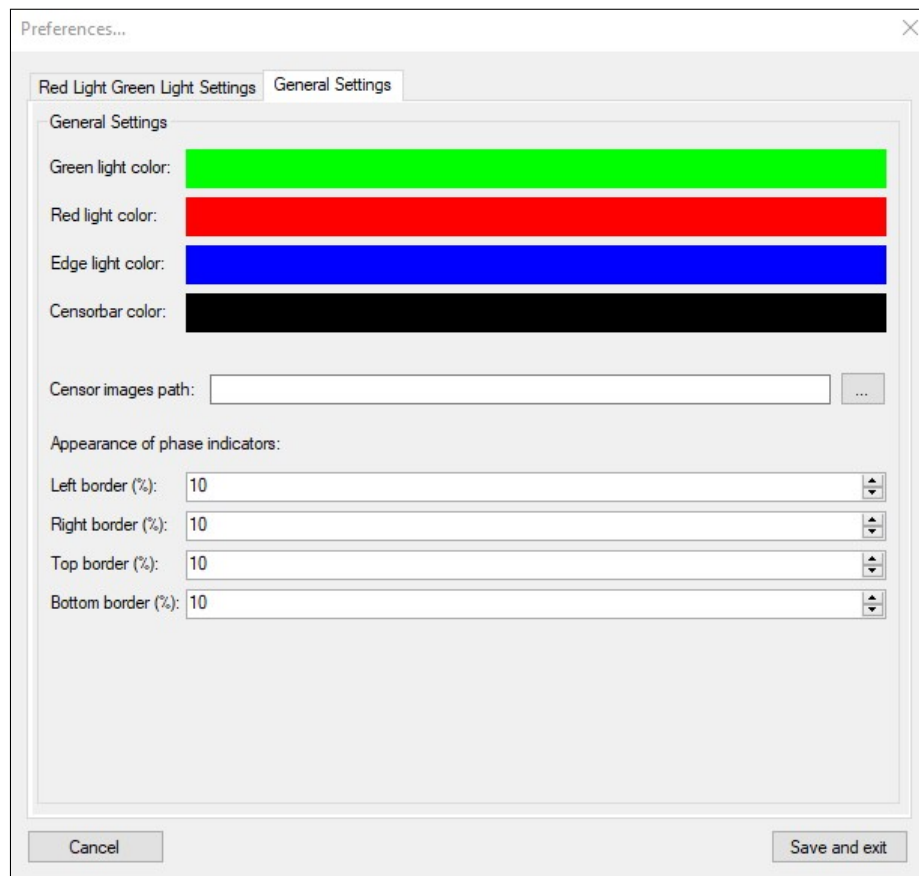 Preferences...
Red Light Green Light Settings General Settings
General Settings
Green light color:
Red light color:
Edge light color:
Censorbar color:
Censor images path: ...
Appearance of phase indicators:
Left border (%): 10
Right border (%): 10
Top border (%): 10
Bottom border (%): 10
Cancel Save and exit